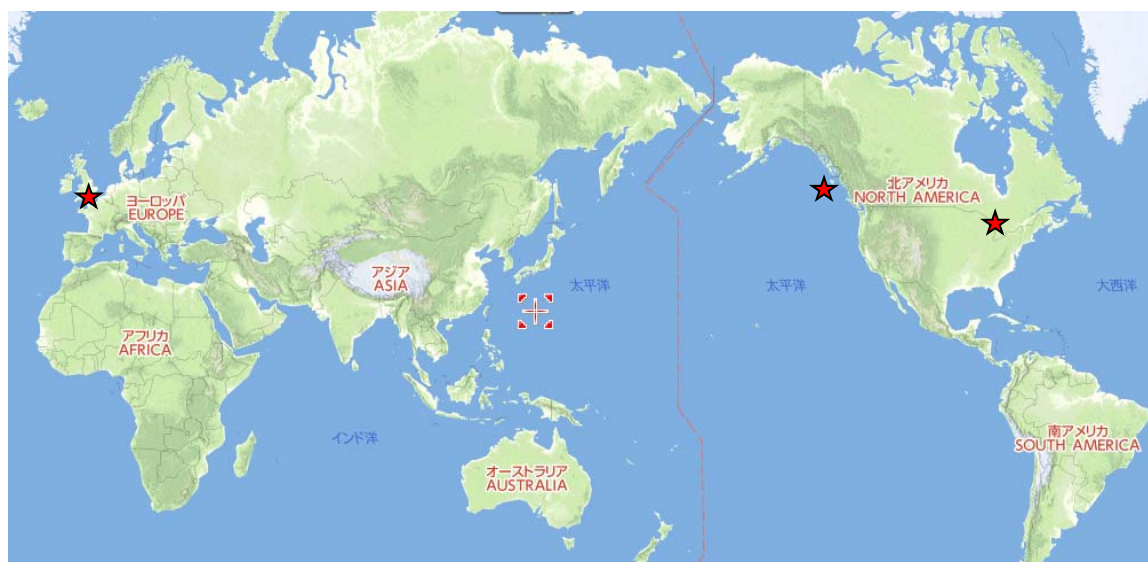 ヨーロッパ
EUROPE
北アメリカ
NORTH AMERICA
アジア
ASIA
太平洋
太平洋
大西洋
アフリカ
AFRICA
インド洋
南アメリカ
SOUTH AMERICA
オーストラリア
AUSTRALIA